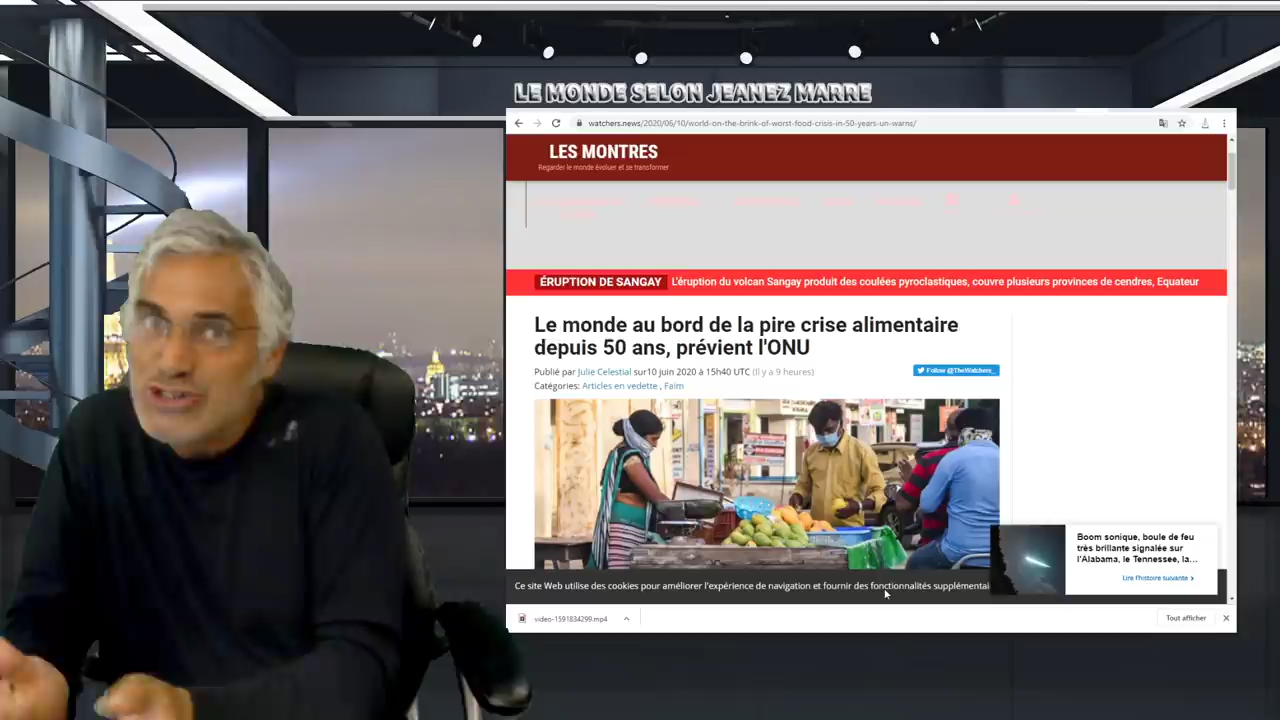 LE MONDE SELON JEANEZ MARRE
watchers.news/2020/06/10/world-on-the-brink-of-worst-food-crisis-in-50-years-un-warns/
LES MONTRES
Regarder le monde évoluer et se transformer
ÉRUPTION DE SANGAY L'éruption du volcan Sangay produit des coulées pyroclastiques, couvre plusieurs provinces de cendres, Equateur
Le monde au bord de la pire crise alimentaire
depuis 50 ans, prévient l'ONU
Publié par Julie Celestial sur10 juin 2020 à 15h40 UTC (Il y a 9 heures)
Follow @TheWatchers_
Catégories: Articles en vedette , Faim
Boom sonique, boule de feu
très brillante signalée sur
l'Alabama, le Tennessee, la...
Lire l'histoire suivante >
Ce site Web utilise des cookies pour améliorer l'expérience de navigation et fournir des fonctionnalités supplémentai
video-1591834299.mp4
Tout afficher